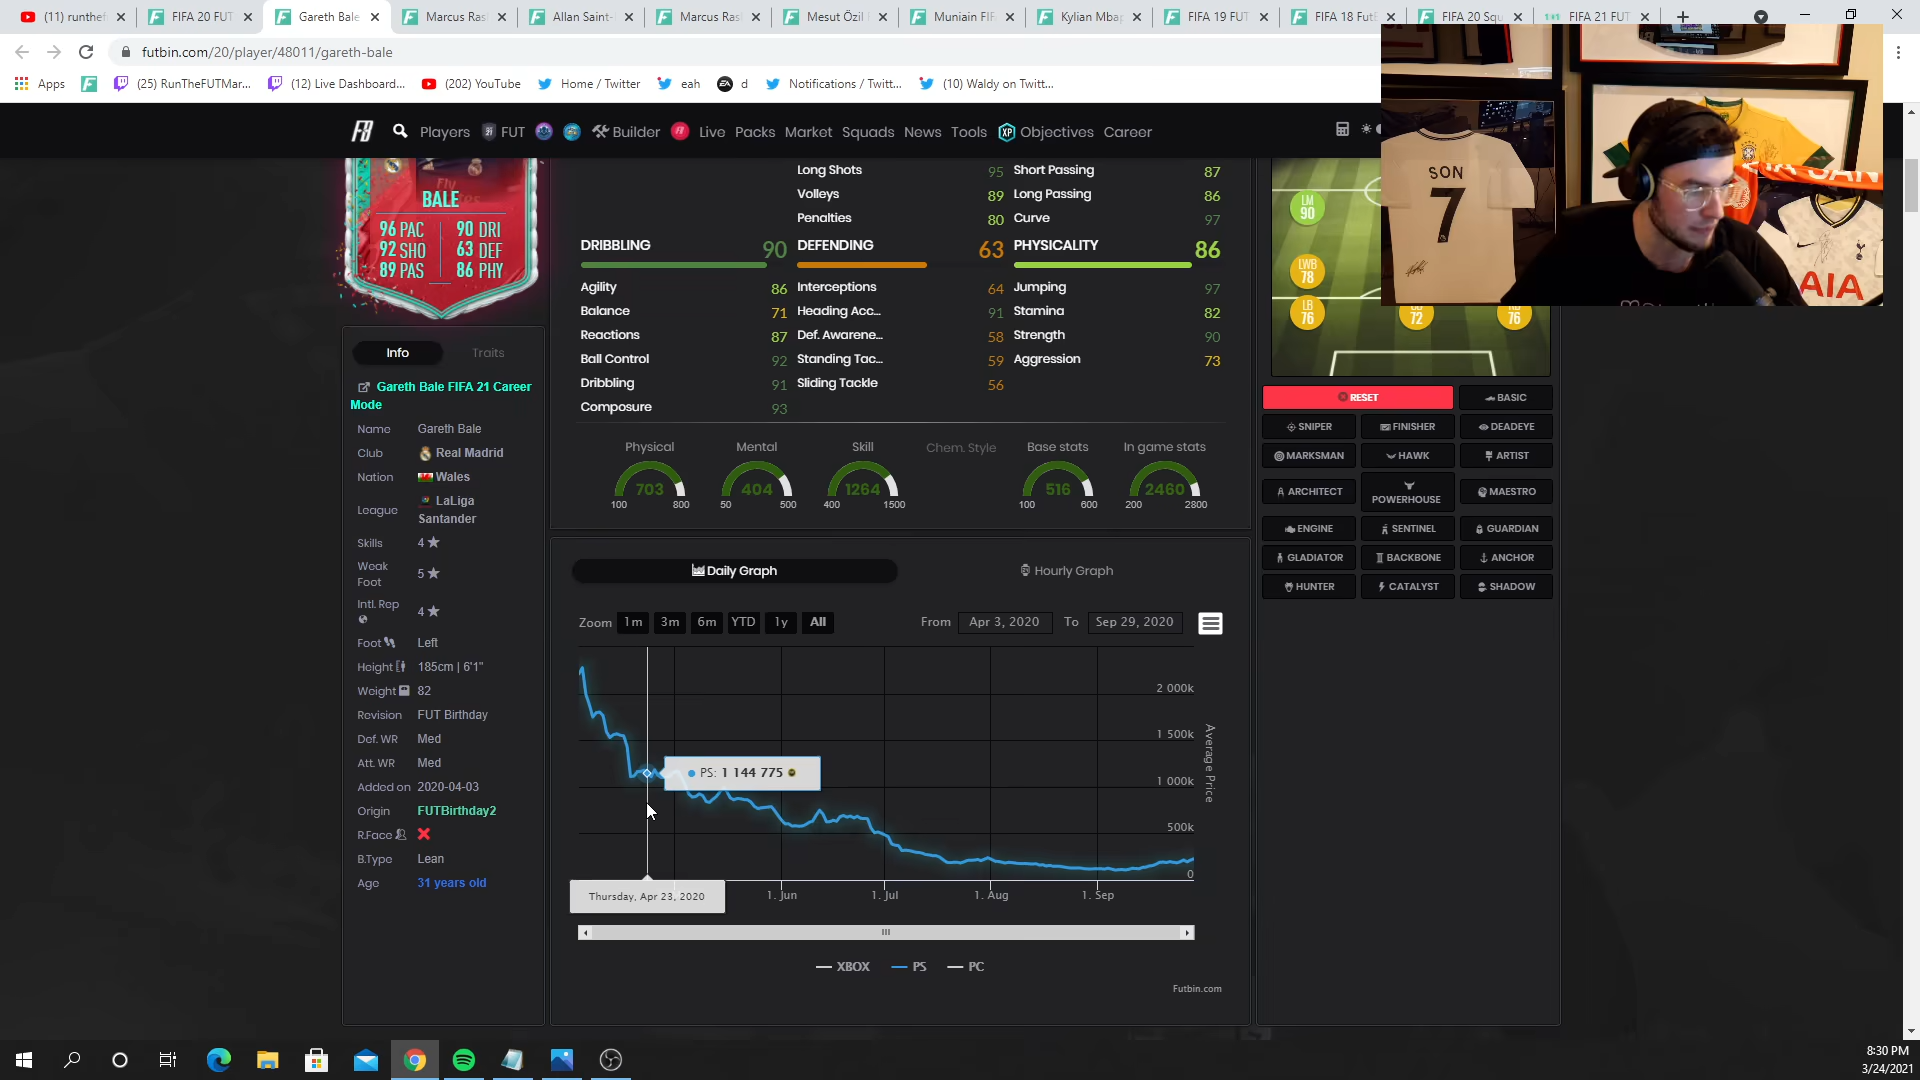 (11) runthef
FIFA 20 FUT
Gareth Bale
Marcus Ras
Allan Saint-
Marcus Ras
Mesut Özil
Muniain FIF
Kylian Mbap
FIFA 19 FUT
FIFA 18 FutB
FIFA 20 Squ
FIFA 21 FUT
futbin.com/20/player/48011/gareth-bale
Apps
(25) RunTheFUTMar...
(12) Live Dashboard...
(202) YouTube
Home / Twitter
eah
d
Notifications / Twitt...
(10) Waldy on Twitt...
Players
FUT
Builder
Live
Packs
Market
Squads
News
Tools
XP Objectives
Career
SON
7
AIA
BALE
96 PAC 90 DRI
92 SHO 63 DEF
89 PAS 86 PHY
Long Shots 95
Volleys 89
Penalties 80
Short Passing 87
Long Passing 86
Curve 97
DRIBBLING 90
Agility 86
Balance 71
Reactions 87
Ball Control 92
Dribbling 91
Composure 93
DEFENDING 63
Interceptions 64
Heading Acc... 91
Def. Awarene... 58
Standing Tac... 59
Sliding Tackle 56
PHYSICALITY 86
Jumping 97
Stamina 82
Strength 90
Aggression 73
Physical
703
100 800
Mental
404
50 500
Skill
1264
400 1500
Chem. Style
Base stats
516
100 600
In game stats
2460
200 2800
Info
Traits
Gareth Bale FIFA 21 Career
Mode
Name Gareth Bale
Club Real Madrid
Nation Wales
League LaLiga
Santander
Skills 4
Weak
Foot 5
Intl. Rep 4
Foot Left
Height 185cm | 6'1"
Weight 82
Revision FUT Birthday
Def. WR Med
Att. WR Med
Added on 2020-04-03
Origin FUTBirthday2
R.Face
B.Type Lean
Age 31 years old
LM
90
LWB
78
LB
76
72
76
RESET
BASIC
SNIPER
FINISHER
DEADEYE
MARKSMAN
HAWK
ARTIST
ARCHITECT
POWERHOUSE
MAESTRO
ENGINE
SENTINEL
GUARDIAN
GLADIATOR
BACKBONE
ANCHOR
HUNTER
CATALYST
SHADOW
Daily Graph
Hourly Graph
Zoom 1m 3m 6m YTD 1y All
From Apr 3, 2020 To Sep 29, 2020
2 000k
1 500k
1 000k
500k
0
Average Price
PS: 1 144 775
Thursday, Apr 23, 2020
1. Jun
1. Jul
1. Aug
1. Sep
XBOX
PS
PC
Futbin.com
8:30 PM
3/24/2021